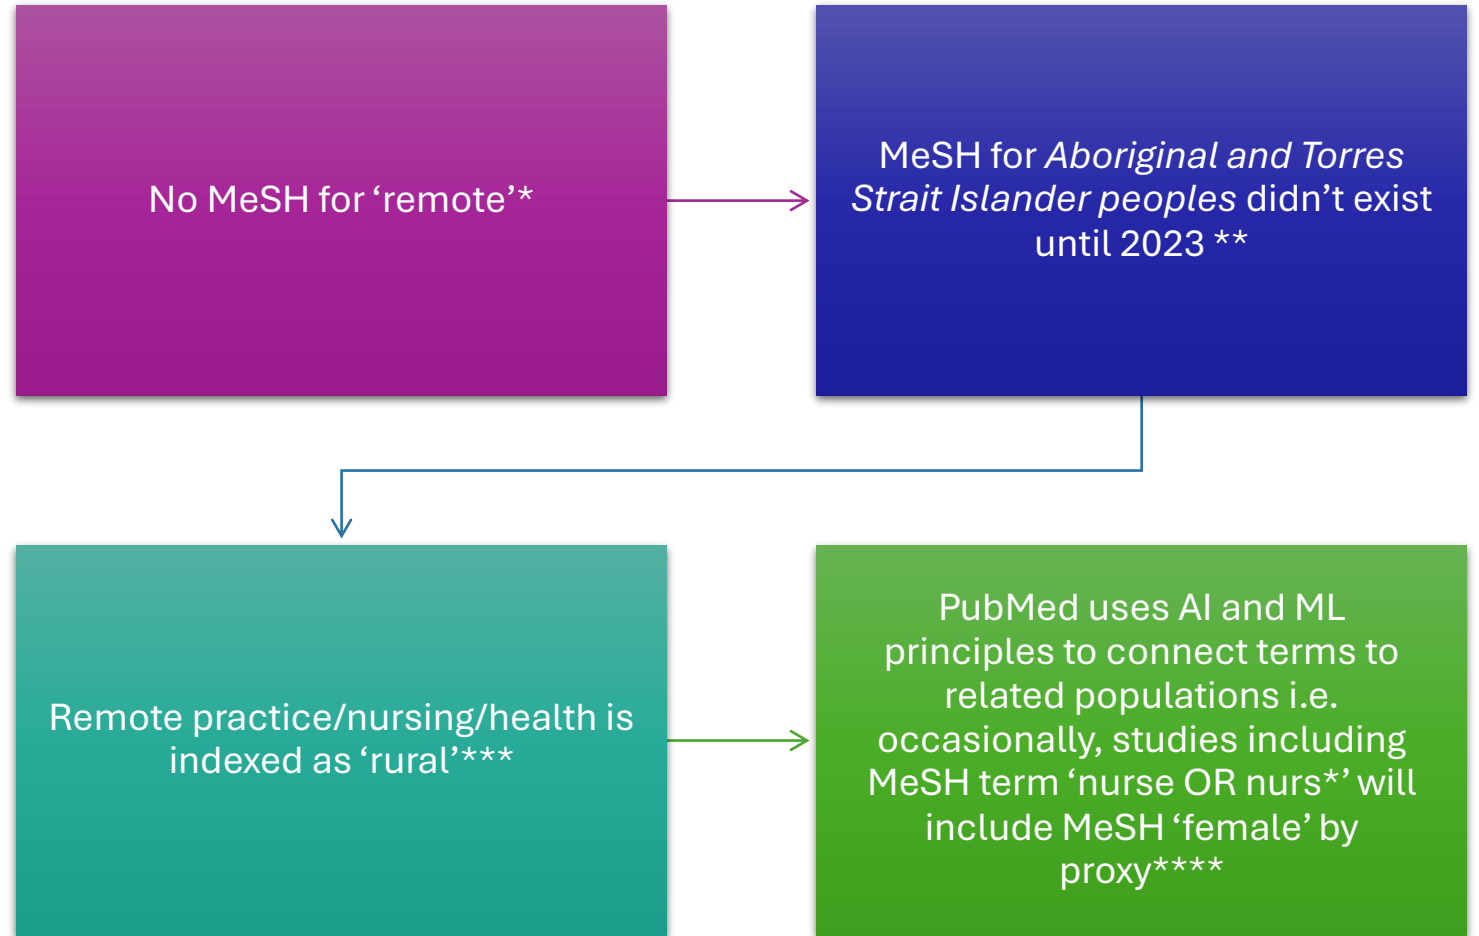 No MeSH for ‘remote’*
MeSH for Aboriginal and Torres
Strait Islander peoples didn’t exist
until 2023 **
Remote practice/nursing/health is
indexed as ‘rural’***
PubMed uses AI and ML
principles to connect terms to
related populations i.e.
occasionally, studies including
MeSH term ‘nurse OR nurs*’ will
include MeSH ‘female’ by
proxy****